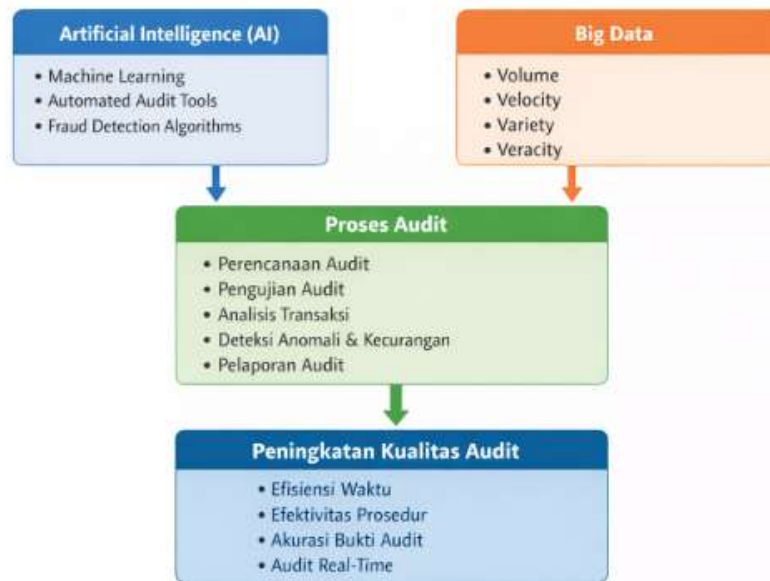 Artificial Intelligence (AI)
• Machine Learning
• Automated Audit Tools
• Fraud Detection Algorithms
Big Data
• Volume
• Velocity
• Variety
• Veracity
Proses Audit
• Perencanaan Audit
• Pengujian Audit
• Analisis Transaksi
• Deteksi Anomali & Kecurangan
• Pelaporan Audit
Peningkatan Kualitas Audit
• Efisiensi Waktu
• Efektivitas Prosedur
• Akurasi Bukti Audit
• Audit Real-Time